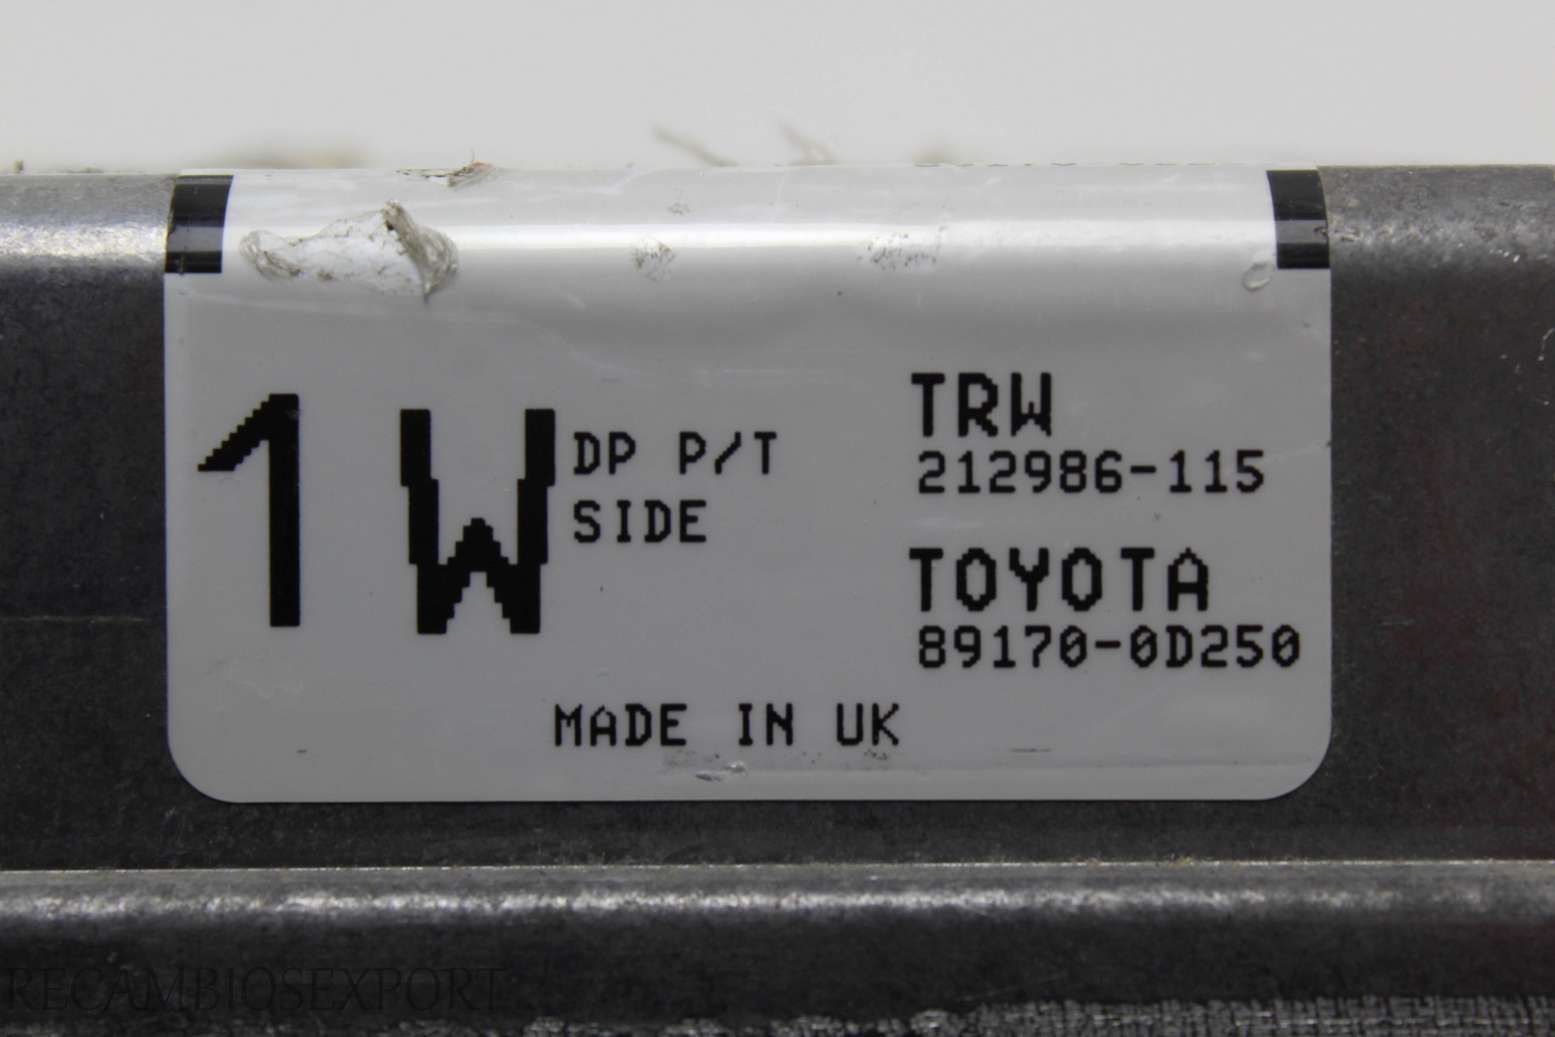 1 W DP P/T
SIDE
TRW
212986-115
TOYOTA
89170-0D250
MADE IN UK
RECAMBIOSEXPORT